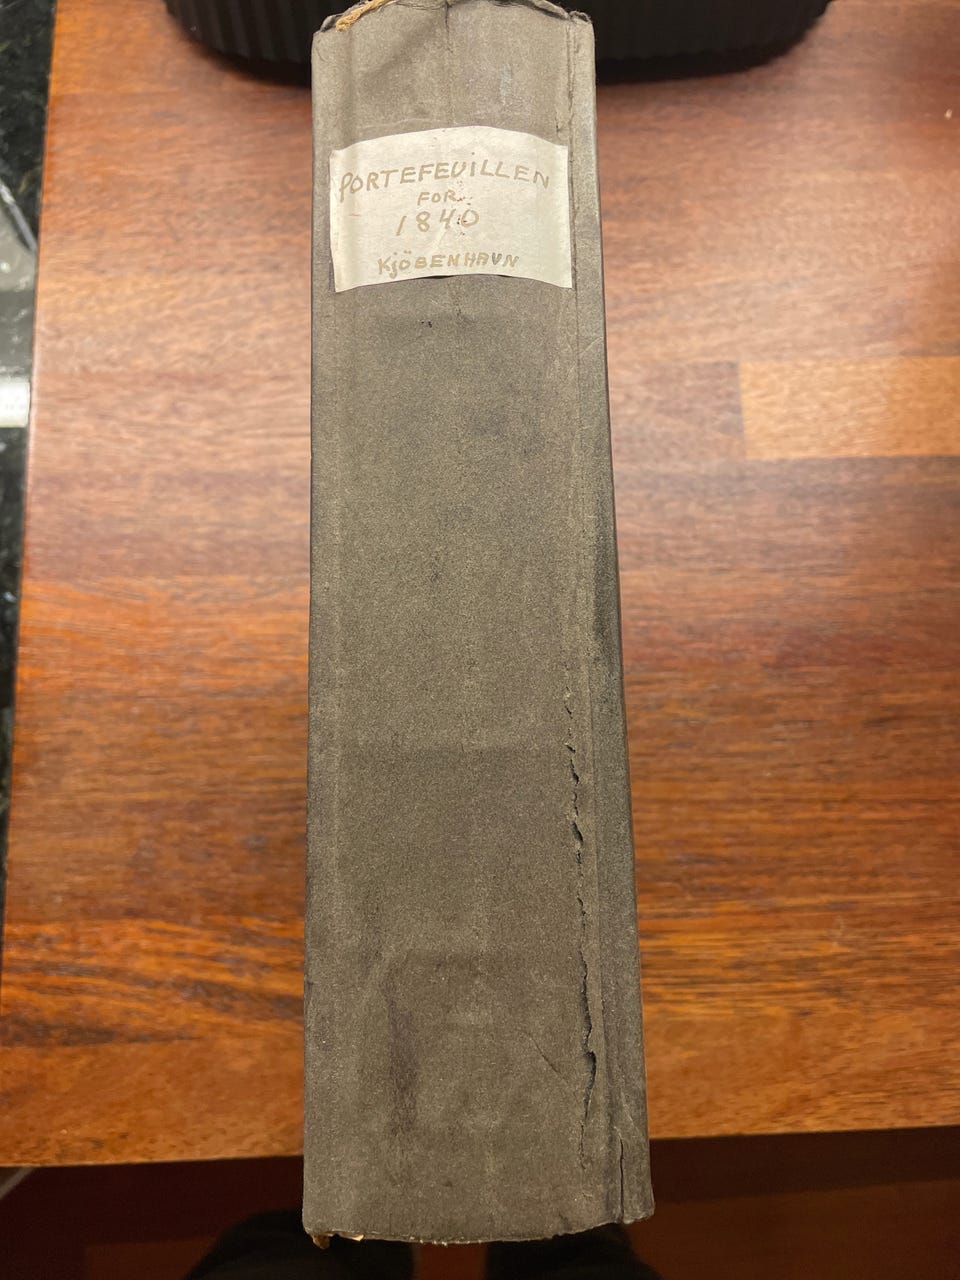 PORTEFEUILLEN
FOR
1840
KjöBENHAVN